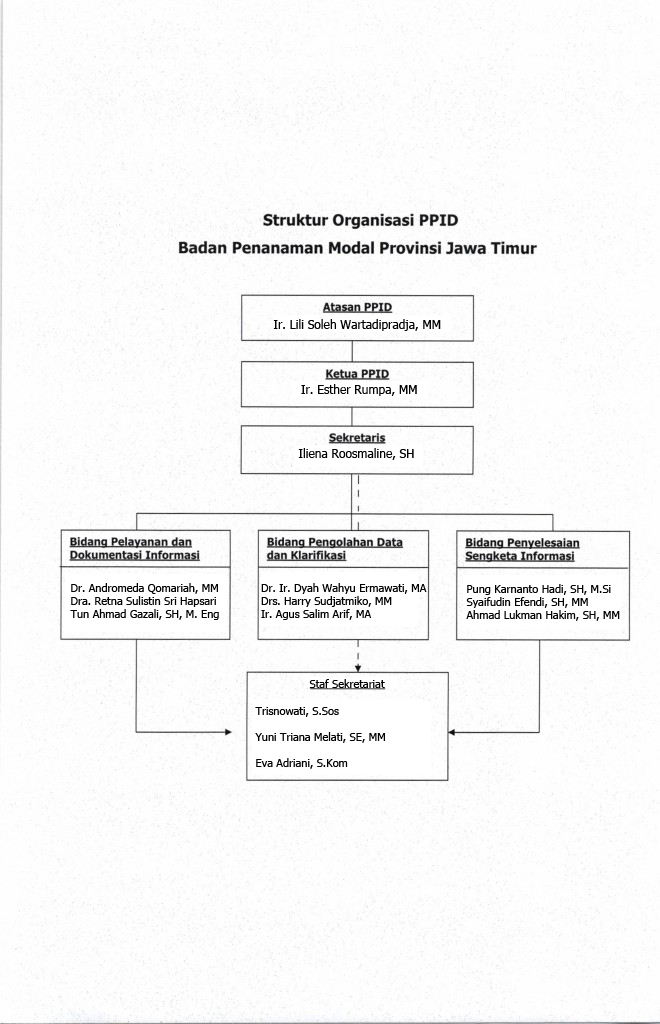 Struktur Organisasi PPID
Badan Penanaman Modal Provinsi Jawa Timur
Atasan PPID
Ir. Lili Soleh Wartadipradja, MM
Ketua PPID
Ir. Esther Rumpa, MM
Sekretaris
Iliena Roosmaline, SH
Bidang Pelayanan dan
Dokumentasi Informasi
Dr. Andromeda Qomariah, MM
Dra. Retna Sulistin Sri Hapsari
Tun Ahmad Gazali, SH, M. Eng
Bidang Pengolahan Data
dan Klarifikasi
Dr. Ir. Dyah Wahyu Ermawati, MA
Drs. Harry Sudjatmiko, MM
Ir. Agus Salim Arif, MA
Bidang Penyelesaian
Sengketa Informasi
Pung Karnanto Hadi, SH, M.Si
Syaifudin Efendi, SH, MM
Ahmad Lukman Hakim, SH, MM
Staf Sekretariat
Trisnowati, S.Sos
Yuni Triana Melati, SE, MM
Eva Adriani, S.Kom